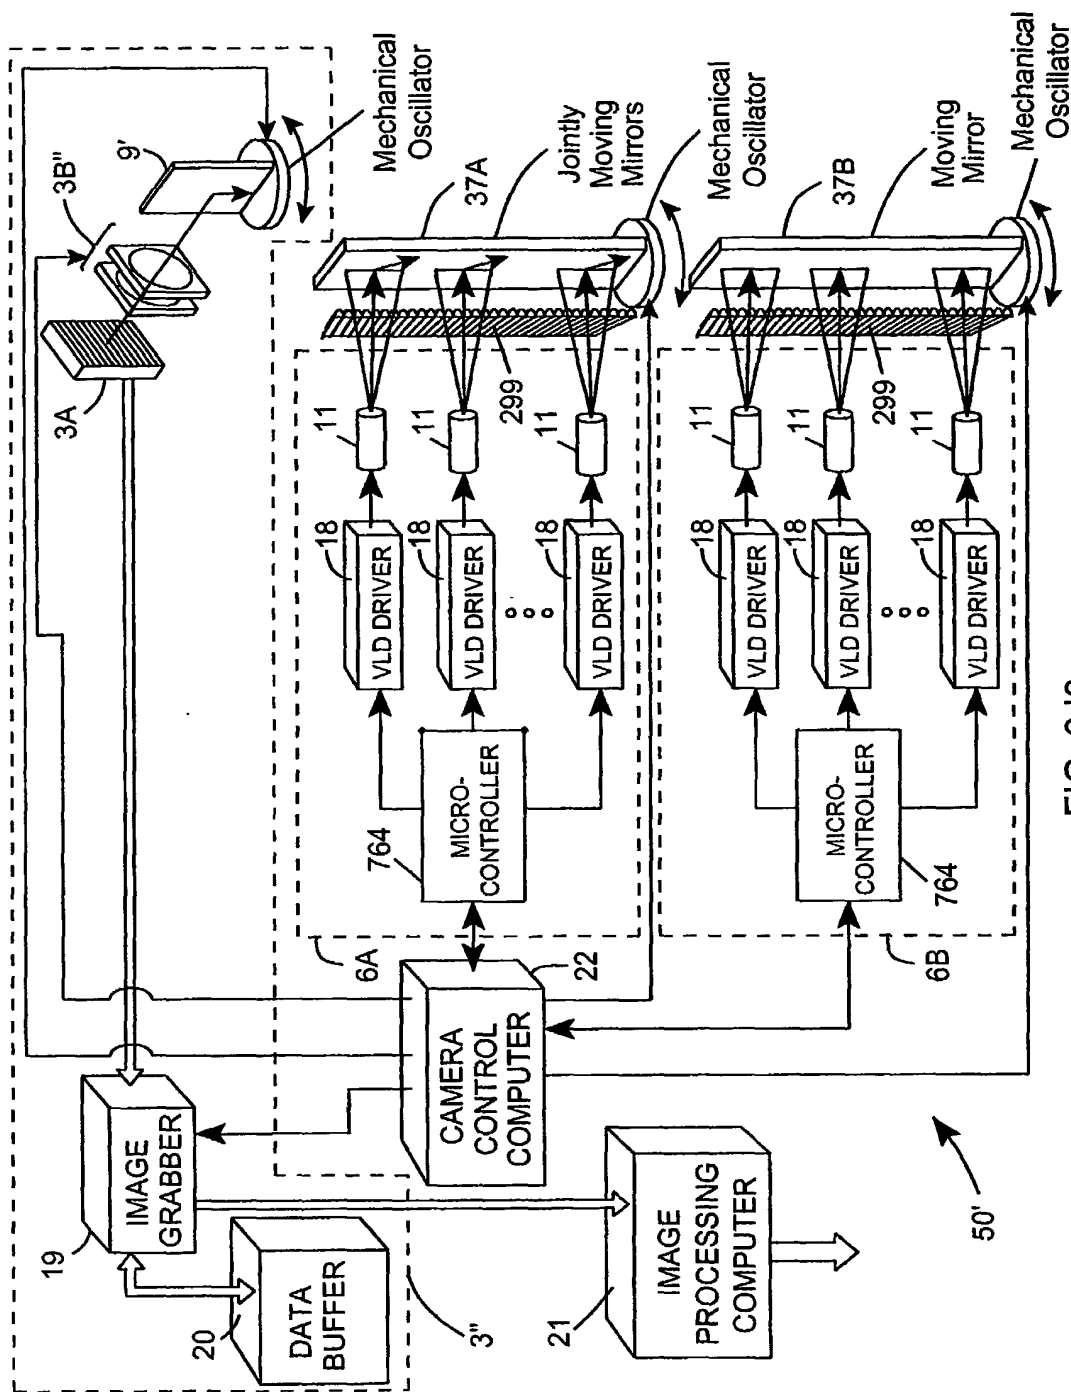 19
IMAGE
GRABBER
20
DATA
BUFFER
3"
21
IMAGE
PROCESSING
COMPUTER
50'
3A
3B"
9'
Mechanical
Oscillator
CAMERA
CONTROL
COMPUTER
22
6A
764
MICRO-
CONTROLLER
18
VLD DRIVER
18
VLD DRIVER
18
VLD DRIVER
11
11
11
299
37A
Jointly
Moving
Mirrors
Mechanical
Oscillator
6B
764
MICRO-
CONTROLLER
18
VLD DRIVER
18
VLD DRIVER
18
VLD DRIVER
11
11
11
299
37B
Moving
Mirror
Mechanical
Oscillator
FIG.